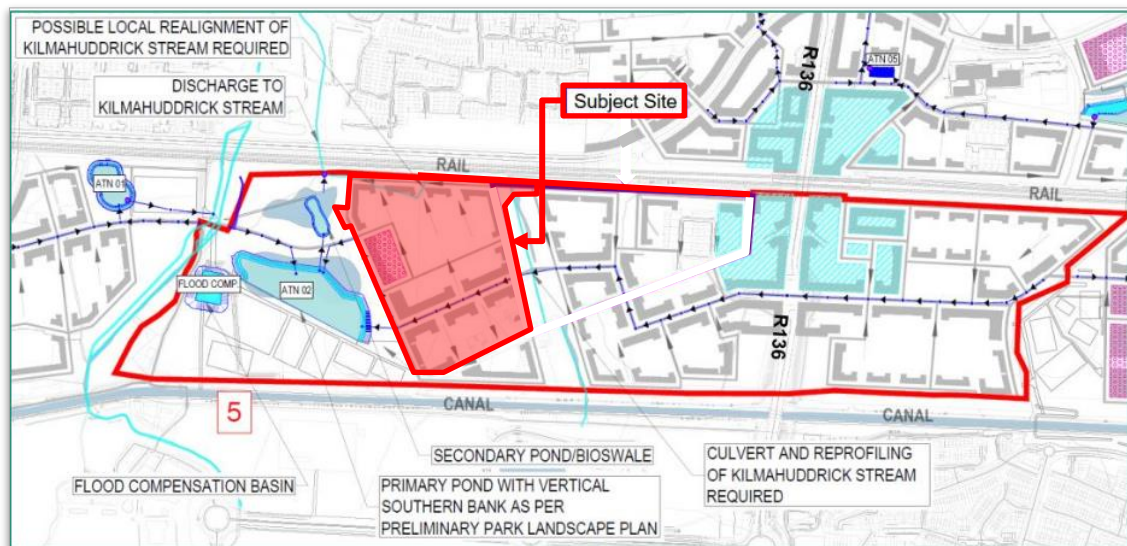 POSSIBLE LOCAL REALIGNMENT OF
KILMAHUDDRICK STREAM REQUIRED
DISCHARGE TO
KILMAHUDDRICK STREAM
Subject Site
R136
ATN 05
RAIL
RAIL
ATN 01
FLOOD COMP.
ATN 02
R136
CANAL
CANAL
5
SECONDARY POND/BIOSWALE
FLOOD COMPENSATION BASIN
PRIMARY POND WITH VERTICAL
SOUTHERN BANK AS PER
PRELIMINARY PARK LANDSCAPE PLAN
CULVERT AND REPROFILING
OF KILMAHUDDRICK STREAM
REQUIRED